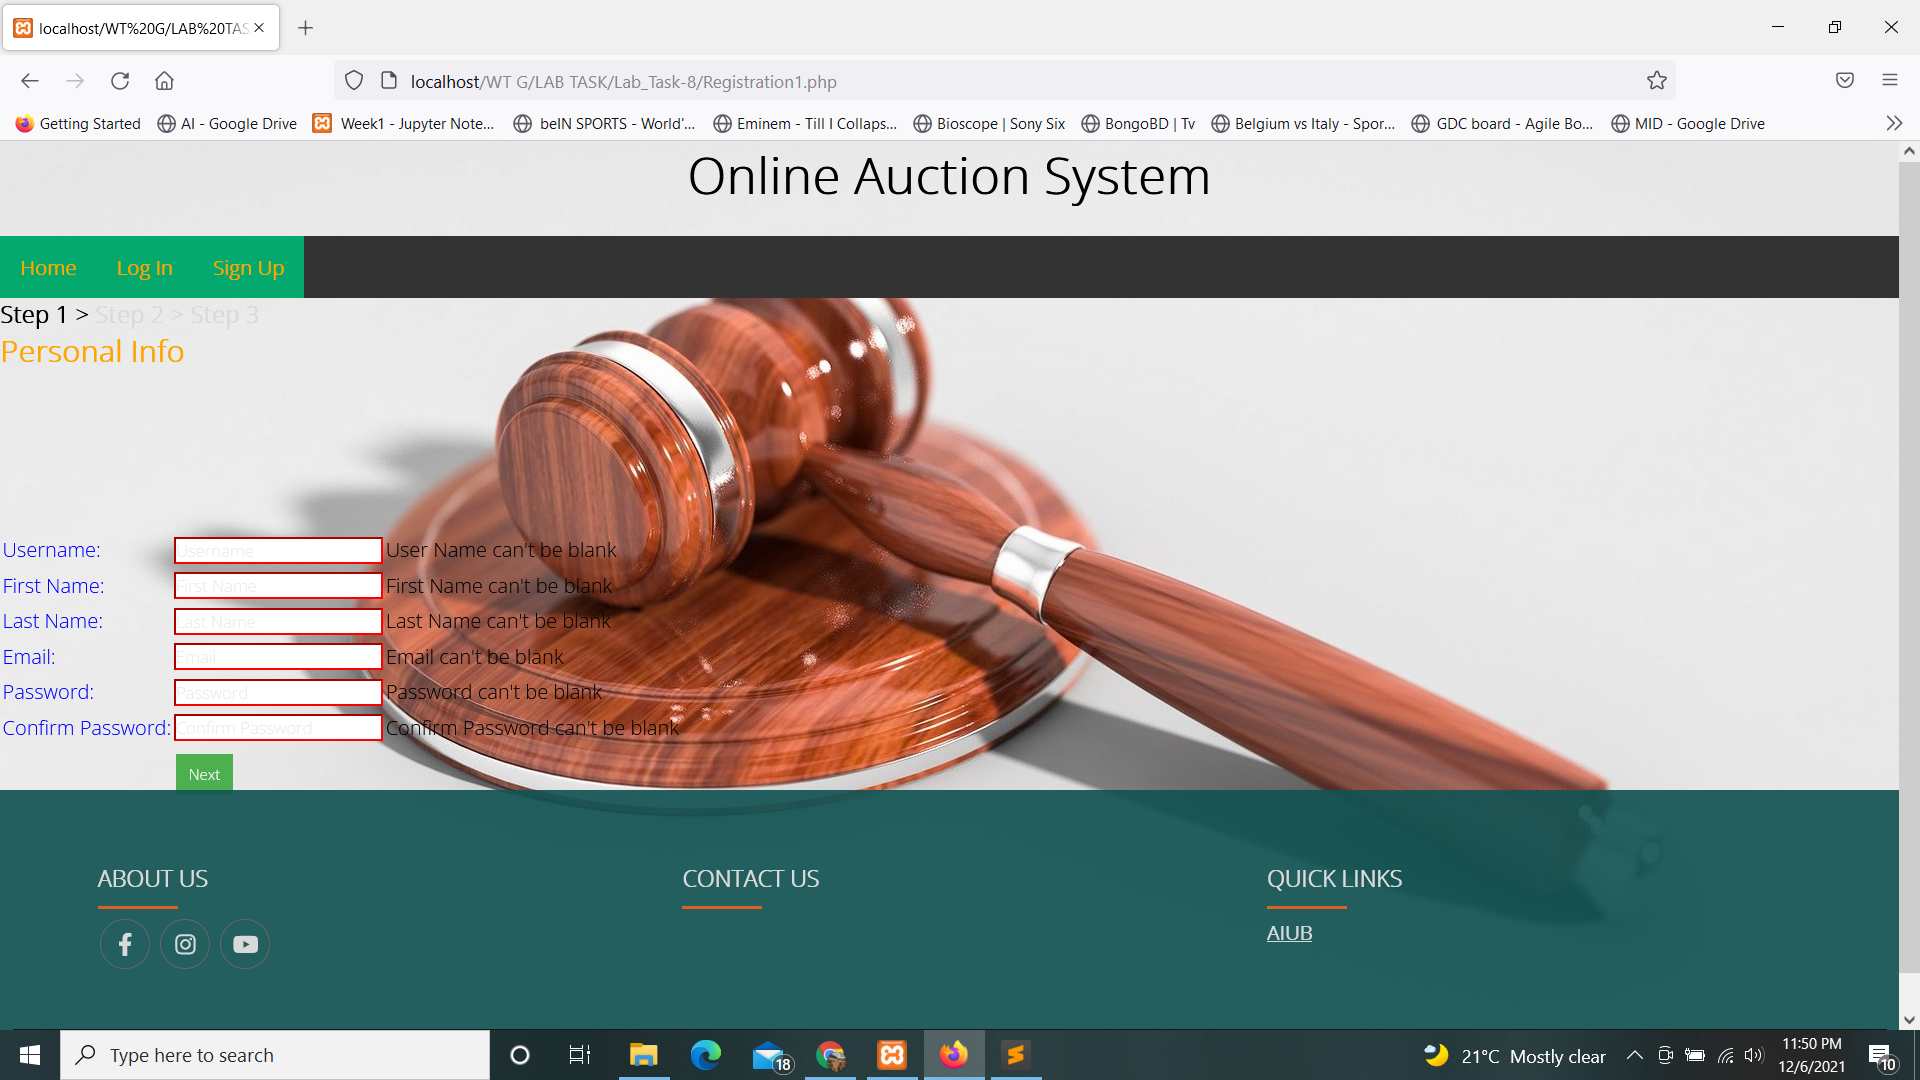 localhost/WT%20G/LAB%20TAS
localhost/WT G/LAB TASK/Lab_Task-8/Registration1.php
Getting Started AI - Google Drive Week1 - Jupyter Note... beIN SPORTS - World'... Eminem - Till I Collaps... Bioscope | Sony Six BongoBD | Tv Belgium vs Italy - Spor... GDC board - Agile Bo... MID - Google Drive
Online Auction System
Home Log In Sign Up
Step 1 > Step 2 > Step 3
Personal Info
Username: Username User Name can't be blank
First Name: First Name First Name can't be blank
Last Name: Last Name Last Name can't be blank
Email: Email Email can't be blank
Password: Password Password can't be blank
Confirm Password: Confirm Password Confirm Password can't be blank
Next
ABOUT US CONTACT US QUICK LINKS
AIUB
Type here to search 18 21°C Mostly clear 11:50 PM 10
12/6/2021